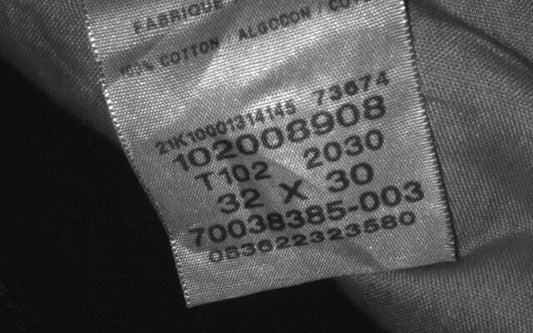 FABRIQUE
100% COTTON / ALGODON / COTON
21K10001314145 73674
102008908
T102 2030
32 X 30
70038385-003
083622323580